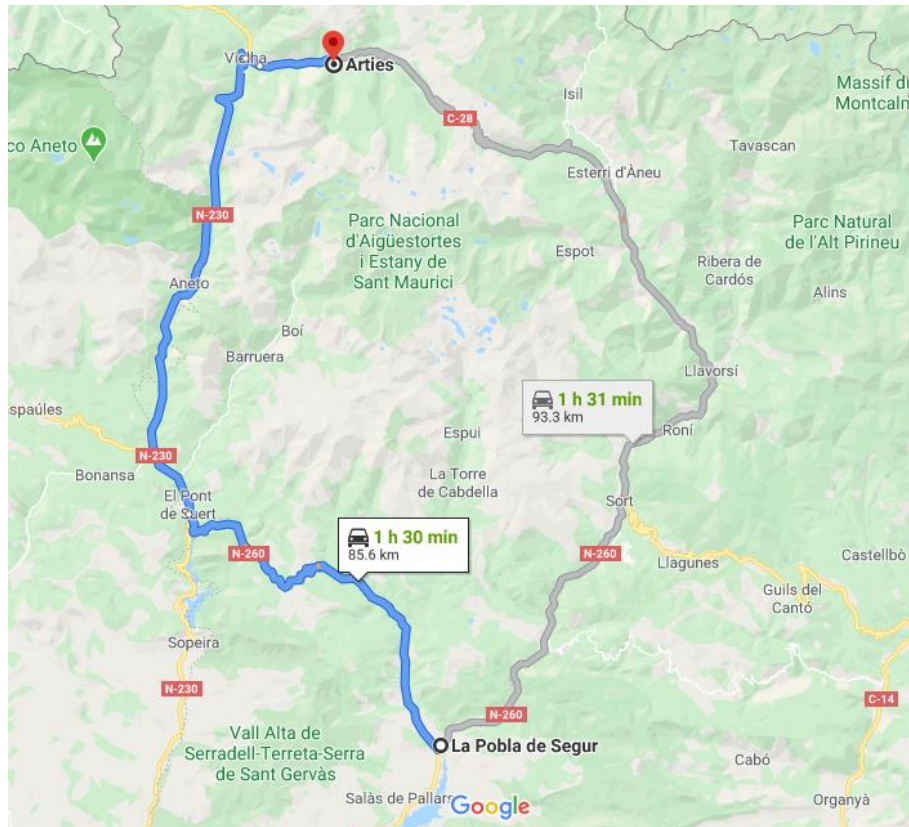 Vielha
Arties
Massif du
Montcalm
Isil
C-28
Tavascan
co Aneto
Esterri d'Àneu
N-230
Parc Nacional
d'Aigüestortes
i Estany de
Sant Maurici
Parc Natural
de l'Alt Pirineu
Espot
Ribera de
Cardós
Aneto
Alins
Boí
Barruera
Llavorsí
1 h 31 min
93.3 km
spaúles
Espui
Roní
N-230
Bonansa
La Torre
de Cabdella
El Pont
de Suert
Sort
1 h 30 min
85.6 km
N-260
N-260
Llagunes
Castellbò
Guils del
Cantó
Sopeira
N-230
C-14
N-260
Vall Alta de
Serradell-Terreta-Serra
de Sant Gervàs
La Pobla de Segur
Cabó
Salàs de Pallars
Google
Organyà